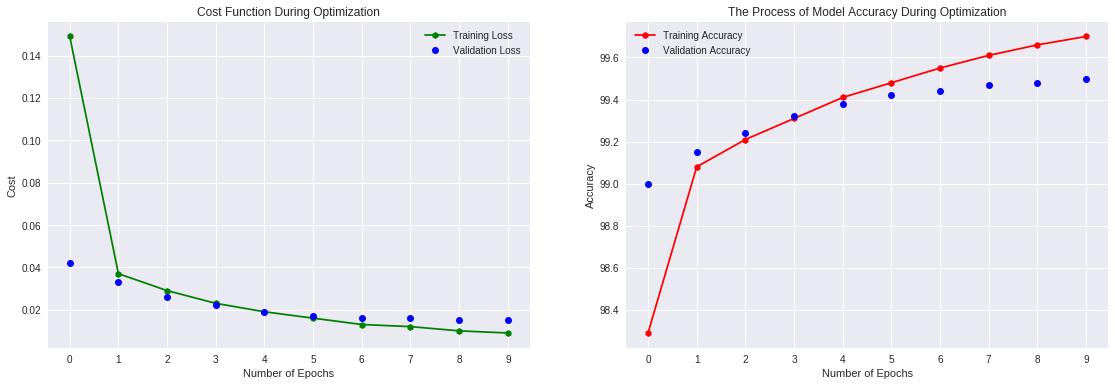 Cost Function During Optimization
Training Loss
Validation Loss
0.14
0.12
0.10
0.08
0.06
0.04
0.02
Cost
0 1 2 3 4 5 6 7 8 9
Number of Epochs
The Process of Model Accuracy During Optimization
Training Accuracy
Validation Accuracy
99.6
99.4
99.2
99.0
98.8
98.6
98.4
Accuracy
0 1 2 3 4 5 6 7 8 9
Number of Epochs